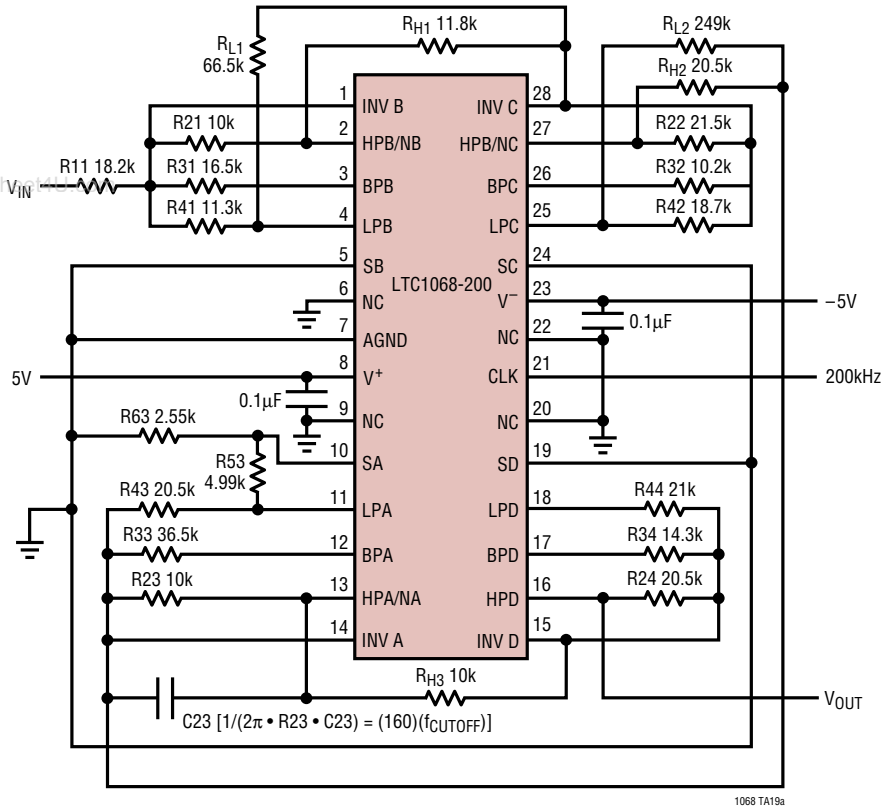 RH1 11.8k
RL1
66.5k
RL2 249k
RH2 20.5k
1
INV B
INV C
28
R21 10k
2
HPB/NB
HPB/NC
27
R22 21.5k
R11 18.2k
VIN
R31 16.5k
3
BPB
BPC
26
R32 10.2k
R41 11.3k
4
LPB
LPC
25
R42 18.7k
5
SB
SC
24
LTC1068-200
6
NC
V–
23
–5V
0.1µF
7
AGND
NC
22
5V
8
V+
CLK
21
200kHz
0.1µF
9
NC
NC
20
R63 2.55k
10
SA
SD
19
R53
4.99k
R43 20.5k
11
LPA
LPD
18
R44 21k
R33 36.5k
12
BPA
BPD
17
R34 14.3k
R23 10k
13
HPA/NA
HPD
16
R24 20.5k
14
INV A
INV D
15
RH3 10k
VOUT
C23 [1/(2π • R23 • C23) = (160)(fCUTOFF)]
1068 TA19a